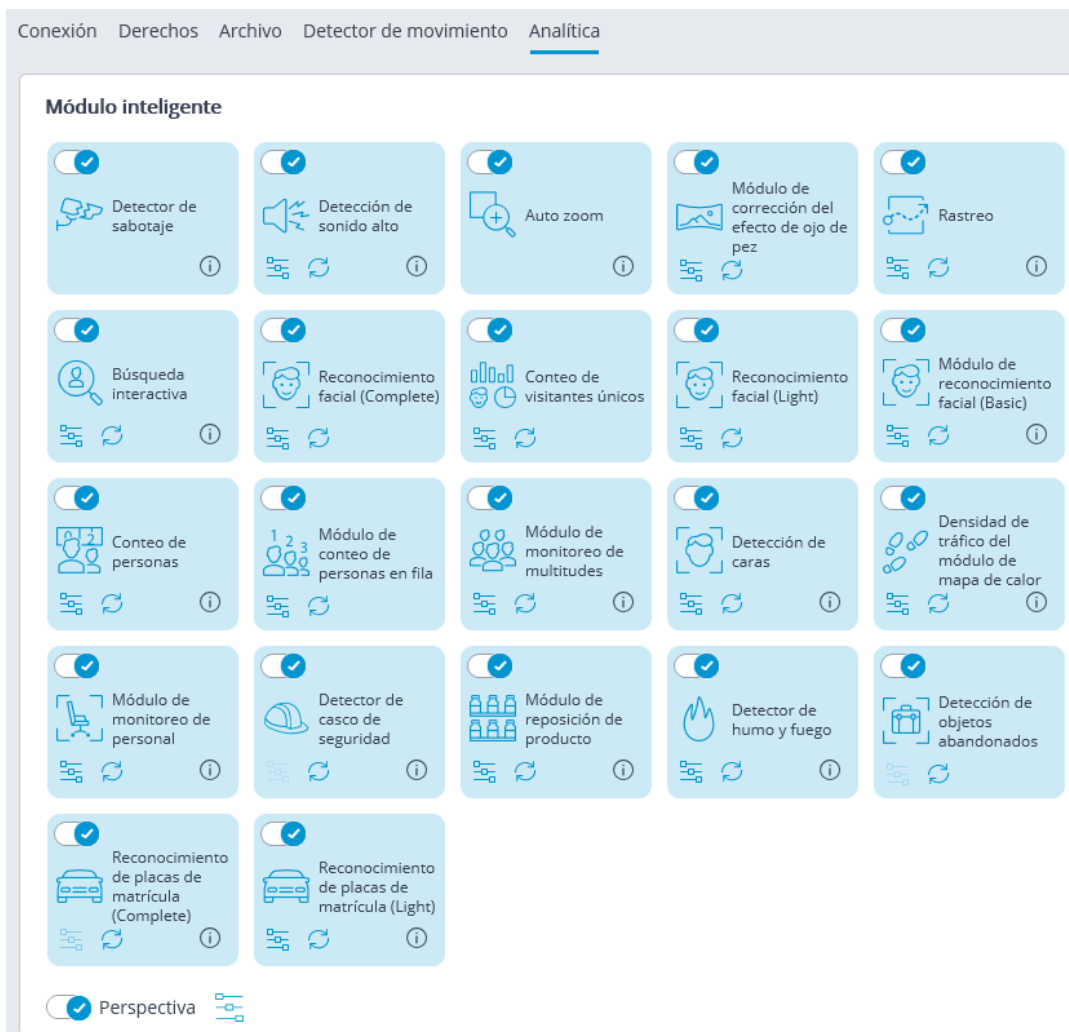 Conexión Derechos Archivo Detector de movimiento Analítica
Módulo inteligente
Detector de
sabotaje
Detección de
sonido alto
Auto zoom
Módulo de
corrección del
efecto de ojo de
pez
Rastreo
Búsqueda
interactiva
Reconocimiento
facial (Complete)
Conteo de
visitantes únicos
Reconocimiento
facial (Light)
Módulo de
reconocimiento
facial (Basic)
Conteo de
personas
1 2 3
Módulo de
conteo de
personas en fila
Módulo de
monitoreo de
multitudes
Detección de
caras
Densidad de
tráfico del
módulo de
mapa de calor
Módulo de
monitoreo de
personal
Detector de
casco de
seguridad
Módulo de
reposición de
producto
Detector de
humo y fuego
Detección de
objetos
abandonados
Reconocimiento
de placas de
matrícula
(Complete)
Reconocimiento
de placas de
matrícula (Light)
Perspectiva